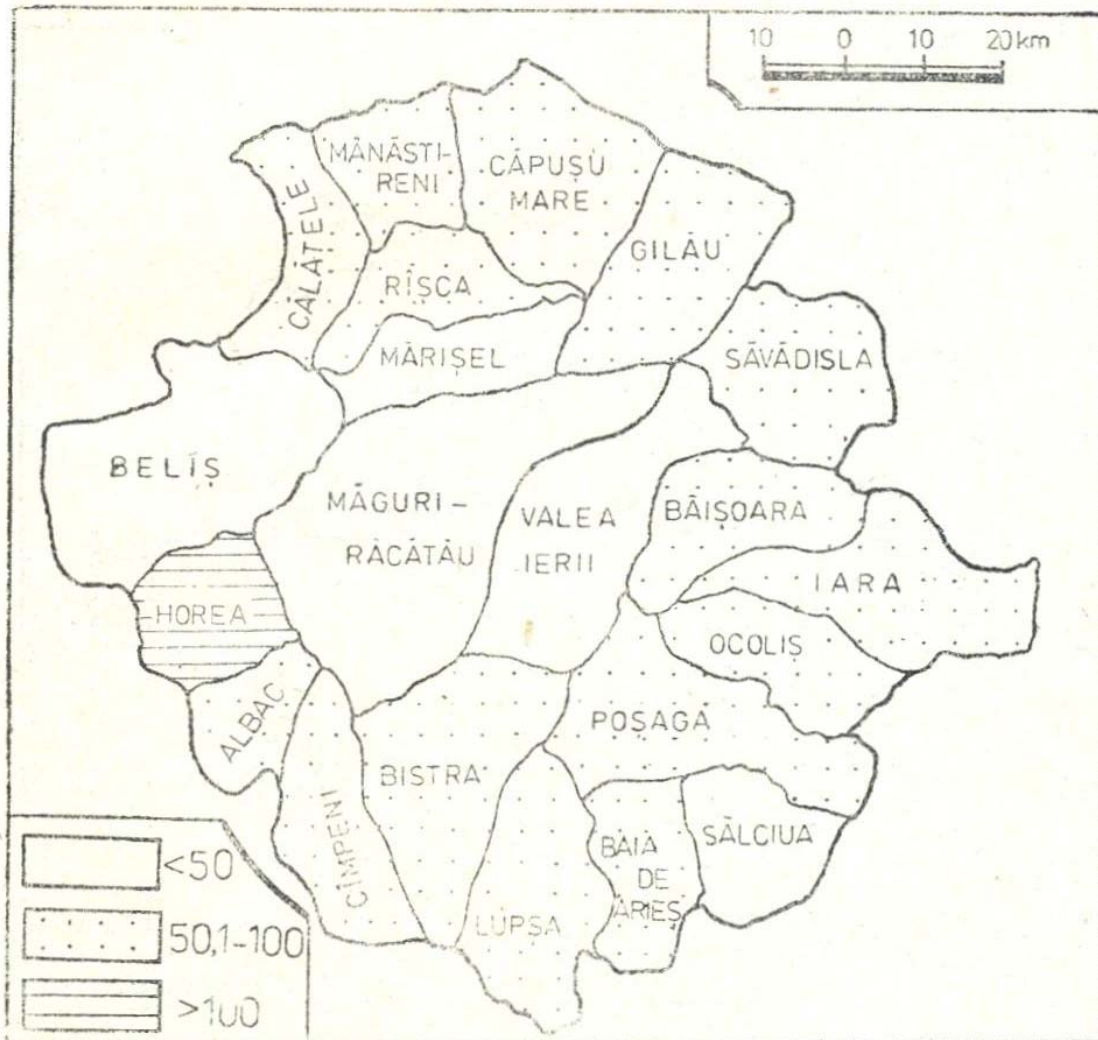 10 0 10 20km
MĂNĂSTI-
RENI
CĂPUŞU
MARE
CĂLĂŢELE
GILĂU
RÎŞCA
MĂRIŞEL
SĂVĂDISLA
BELIŞ
MĂGURI-
RĂCĂTĂU
VALEA
IERII
BĂIŞOARA
IARA
HOREA
OCOLIŞ
ALBAC
POŞAGA
BISTRA
CÎMPENI
LUPŞA
BAIA
DE
ARIEŞ
SĂLCIUA
<50
50,1-100
>100